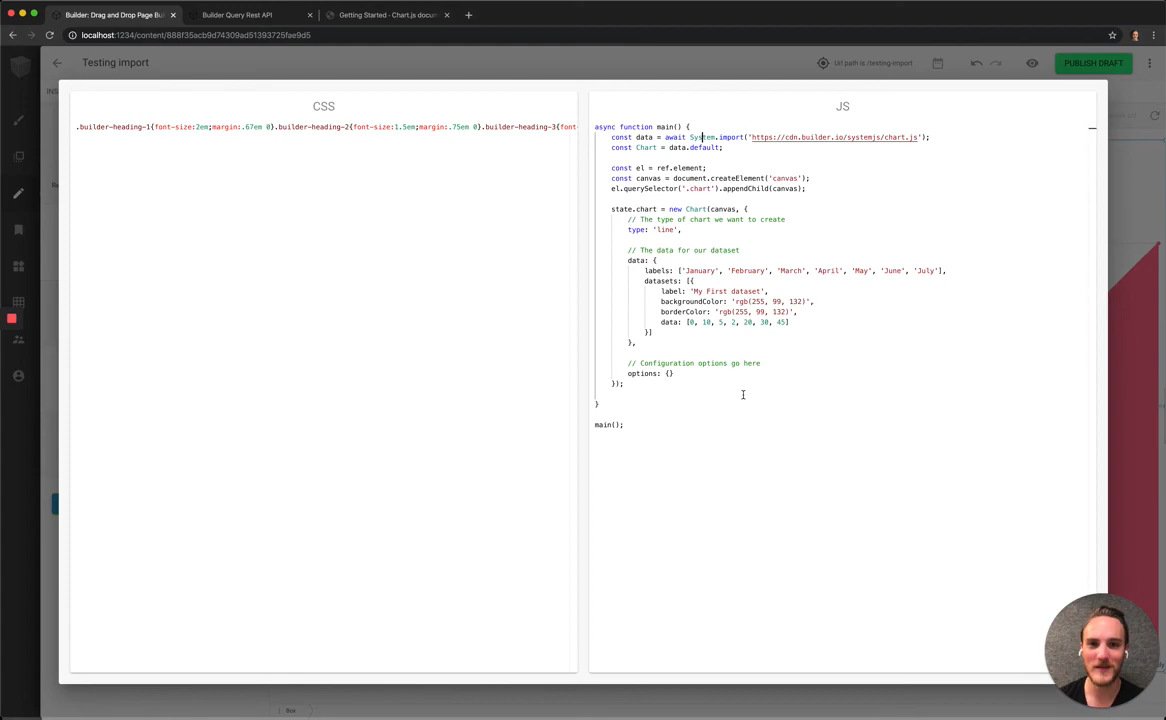 Builder: Drag and Drop Page Bui
Builder Query Rest API
Getting Started · Chart.js docum
localhost:1234/content/888f35acb9d74309ad51393725fae9d5
Testing import
Url path is /testing-import
PUBLISH DRAFT
INS
CSS
JS
.builder-heading-1{font-size:2em;margin:.67em 0}.builder-heading-2{font-size:1.5em;margin:.75em 0}.builder-heading-3{font
async function main() {
const data = await System.import('https://cdn.builder.io/systemjs/chart.js');
const Chart = data.default;
const el = ref.element;
const canvas = document.createElement('canvas');
el.querySelector('.chart').appendChild(canvas);
state.chart = new Chart(canvas, {
// The type of chart we want to create
type: 'line',
// The data for our dataset
data: {
labels: ['January', 'February', 'March', 'April', 'May', 'June', 'July'],
datasets: [{
label: 'My First dataset',
backgroundColor: 'rgb(255, 99, 132)',
borderColor: 'rgb(255, 99, 132)',
data: [0, 10, 5, 2, 20, 30, 45]
}]
},
// Configuration options go here
options: {}
});
}
main();
Box